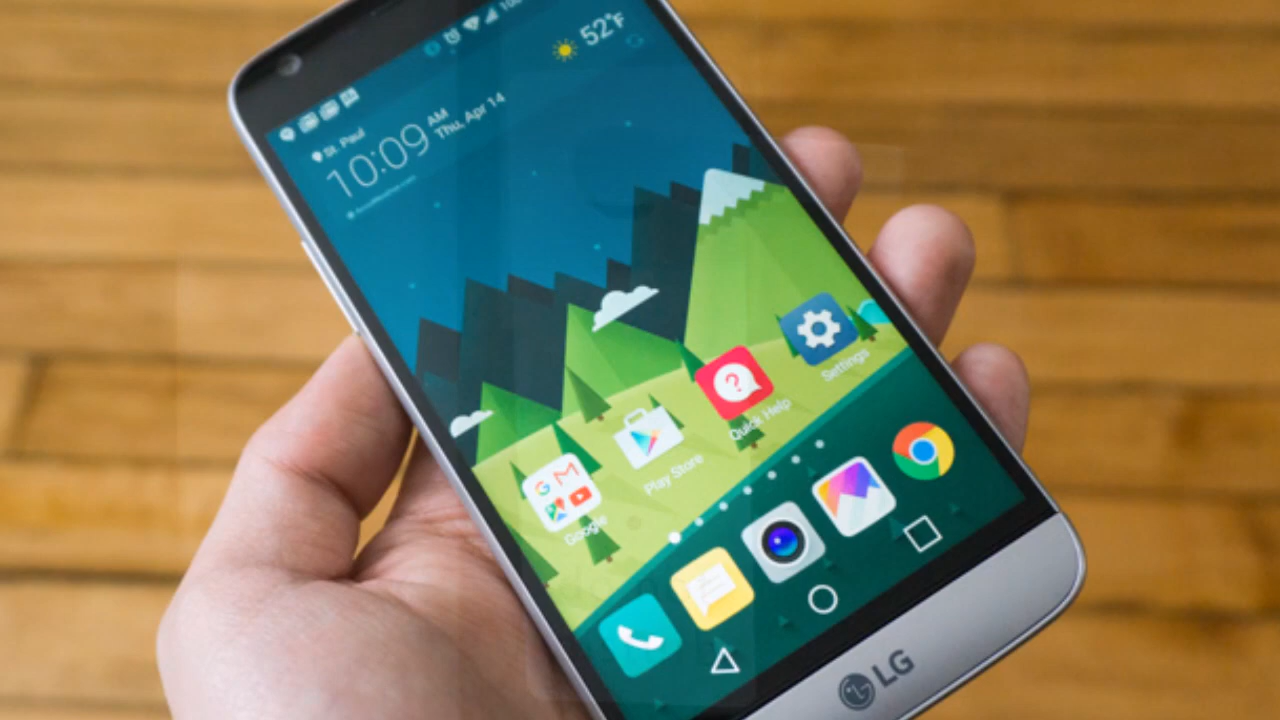 52°F
St. Paul
10:09 AM
Thu, Apr 14
Settings
Quick Help
Play Store
Google
LG